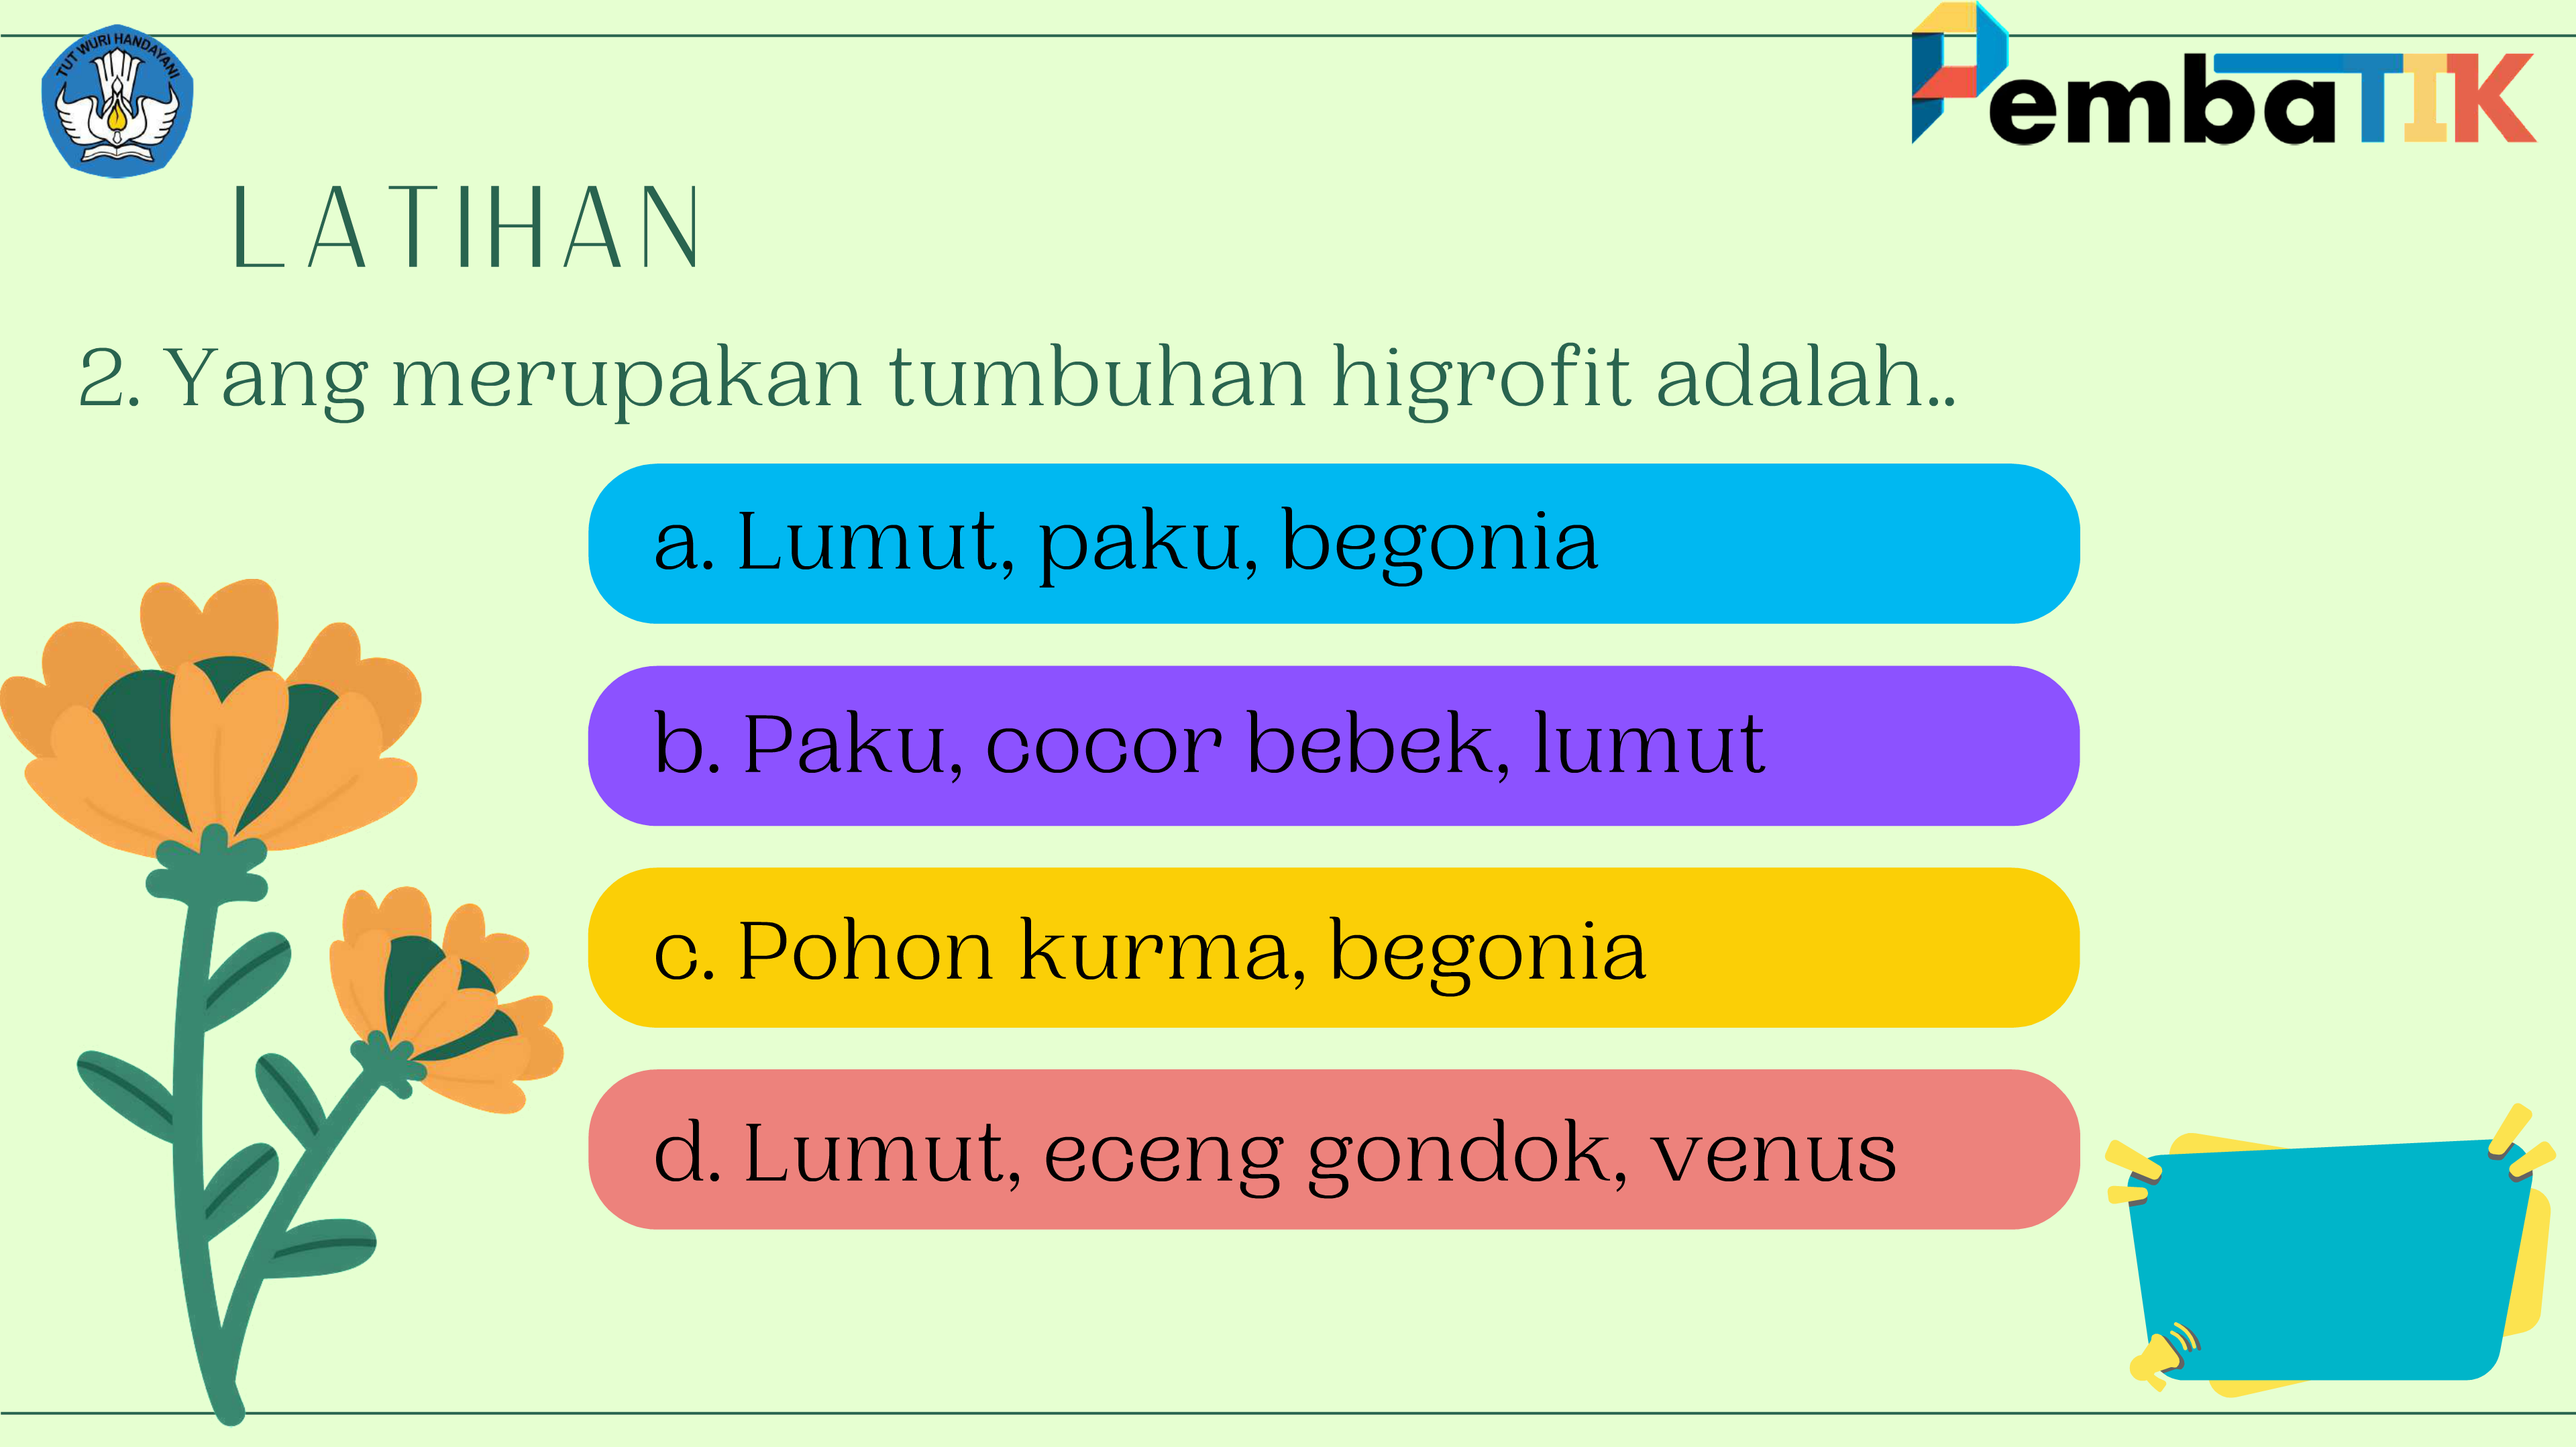 TUT WURI HANDAYANI
PembaTIK
LATIHAN
2. Yang merupakan tumbuhan higrofit adalah..
a. Lumut, paku, begonia
b. Paku, cocor bebek, lumut
c. Pohon kurma, begonia
d. Lumut, eceng gondok, venus